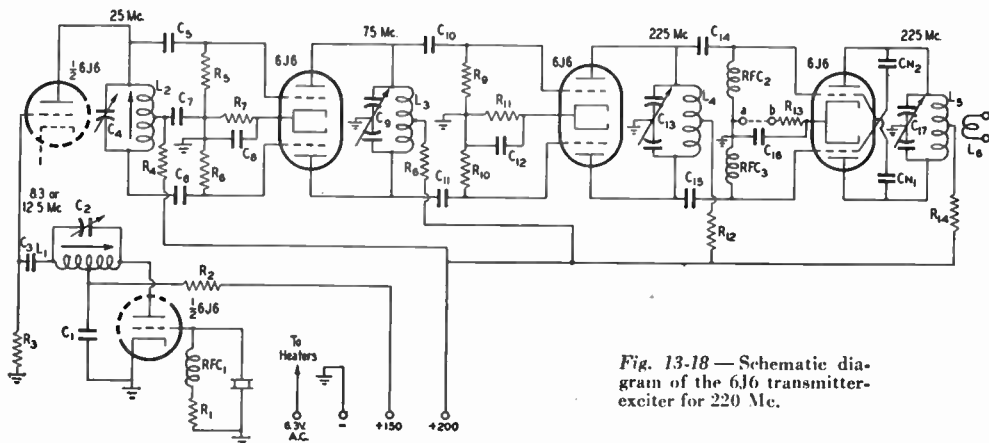 25 Mc.
C5
75 Mc.
C10
225 Mc.
C14
225 Mc.
½ 6J6
L2
C4
C7
R4
R5
R7
C8
R6
C6
6J6
C9
L3
R9
R11
C12
R10
C11
R6
6J6
C13
L4
C15
R12
RFC2
a
b
R13
C16
RFC3
6J6
CN2
CN1
C17
L5
L6
R14
8.3 or
12.5 Mc
C2
C3
L1
R2
R3
C1
½ 6J6
RFC1
R1
To
Heaters
6.3V.
A.C.
-
+150
+200
Fig. 13-18 — Schematic dia-
gram of the 6J6 transmitter-
exciter for 220 Mc.